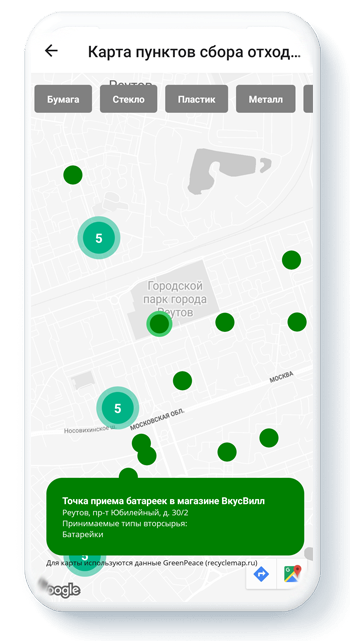 Карта пунктов сбора отход...
Реутов
Бумага
Стекло
Пластик
Металл
5
Городской
парк города
Реутов
МОСКВА
5
МОСКОВСКАЯ ОБЛ.
Носовихинское ш.
Точка приема батареек в магазине ВкусВилл
Реутов, пр-т Юбилейный, д. 30/2
Принимаемые типы вторсырья:
Батарейки
5
Для карты используются данные GreenPeace (recyclemap.ru)
Google